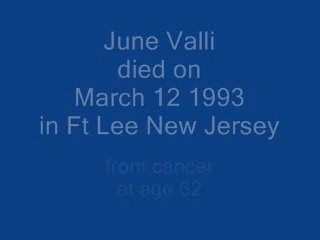 June Valli
died on
March 12 1993
in Ft Lee New Jersey
from cancer
at age 62